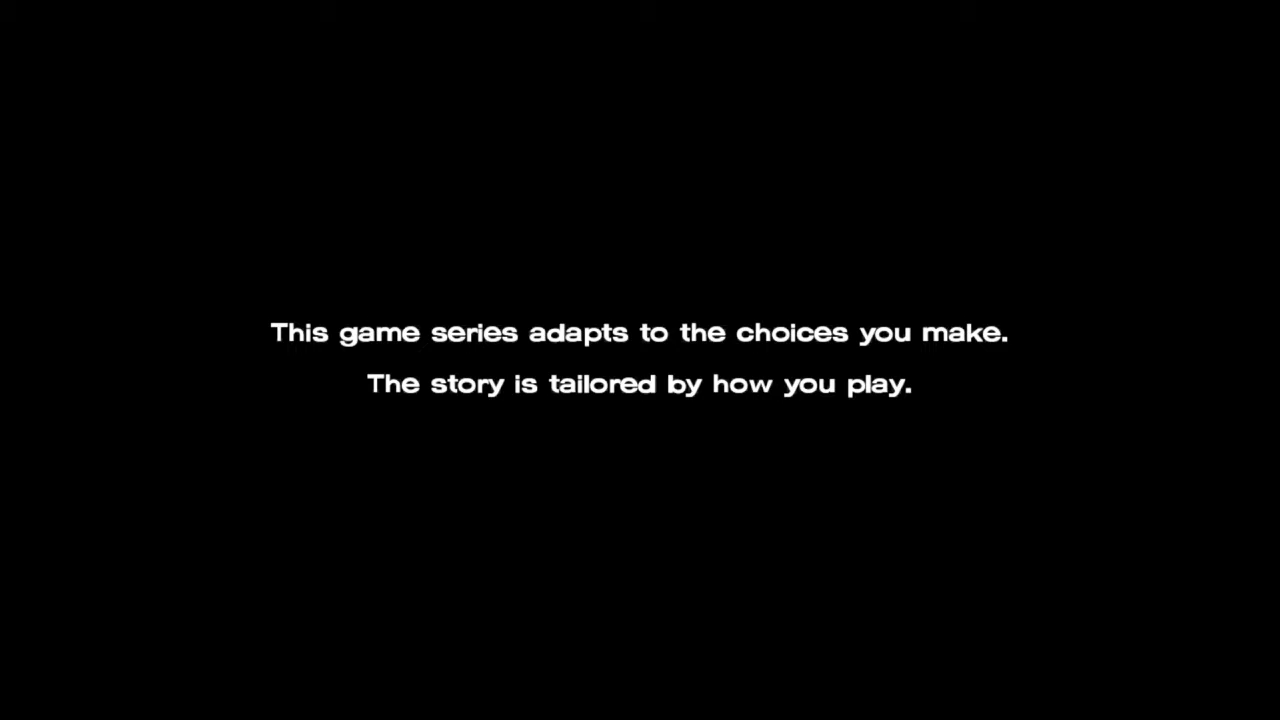 This game series adapts to the choices you make.
The story is tailored by how you play.